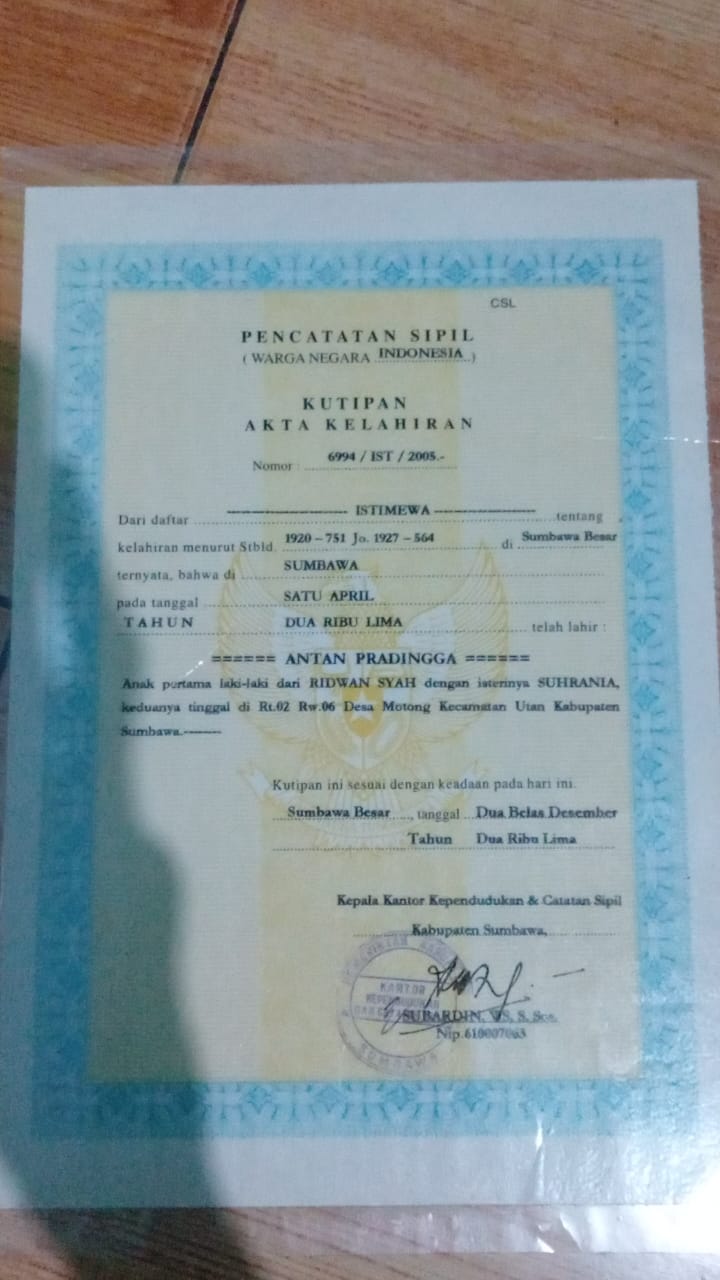 CSL
PENCATATAN SIPIL
( WARGA NEGARA INDONESIA )
KUTIPAN
AKTA KELAHIRAN
Nomor : 6994 / IST / 2005.-
Dari daftar ISTIMEWA tentang
kelahiran menurut Stbld. 1920 – 751 Jo. 1927 – 564 di Sumbawa Besar
ternyata, bahwa di SUMBAWA
pada tanggal SATU APRIL
TAHUN DUA RIBU LIMA telah lahir :
====== ANTAN PRADINGGA ======
Anak pertama laki-laki dari RIDWAN SYAH dengan isterinya SUHRANIA,
keduanya tinggal di Rt.02 Rw.06 Desa Motong Kecamatan Utan Kabupaten
Sumbawa.-------
Kutipan ini sesuai dengan keadaan pada hari ini.
Sumbawa Besar, tanggal Dua Belas Desember
Tahun Dua Ribu Lima
Kepala Kantor Kependudukan & Catatan Sipil
Kabupaten Sumbawa,
KANTOR
KEPENDUDUKAN
SUMBAWA
SUBARDIN, VS, S. Sos.
Nip.610007063